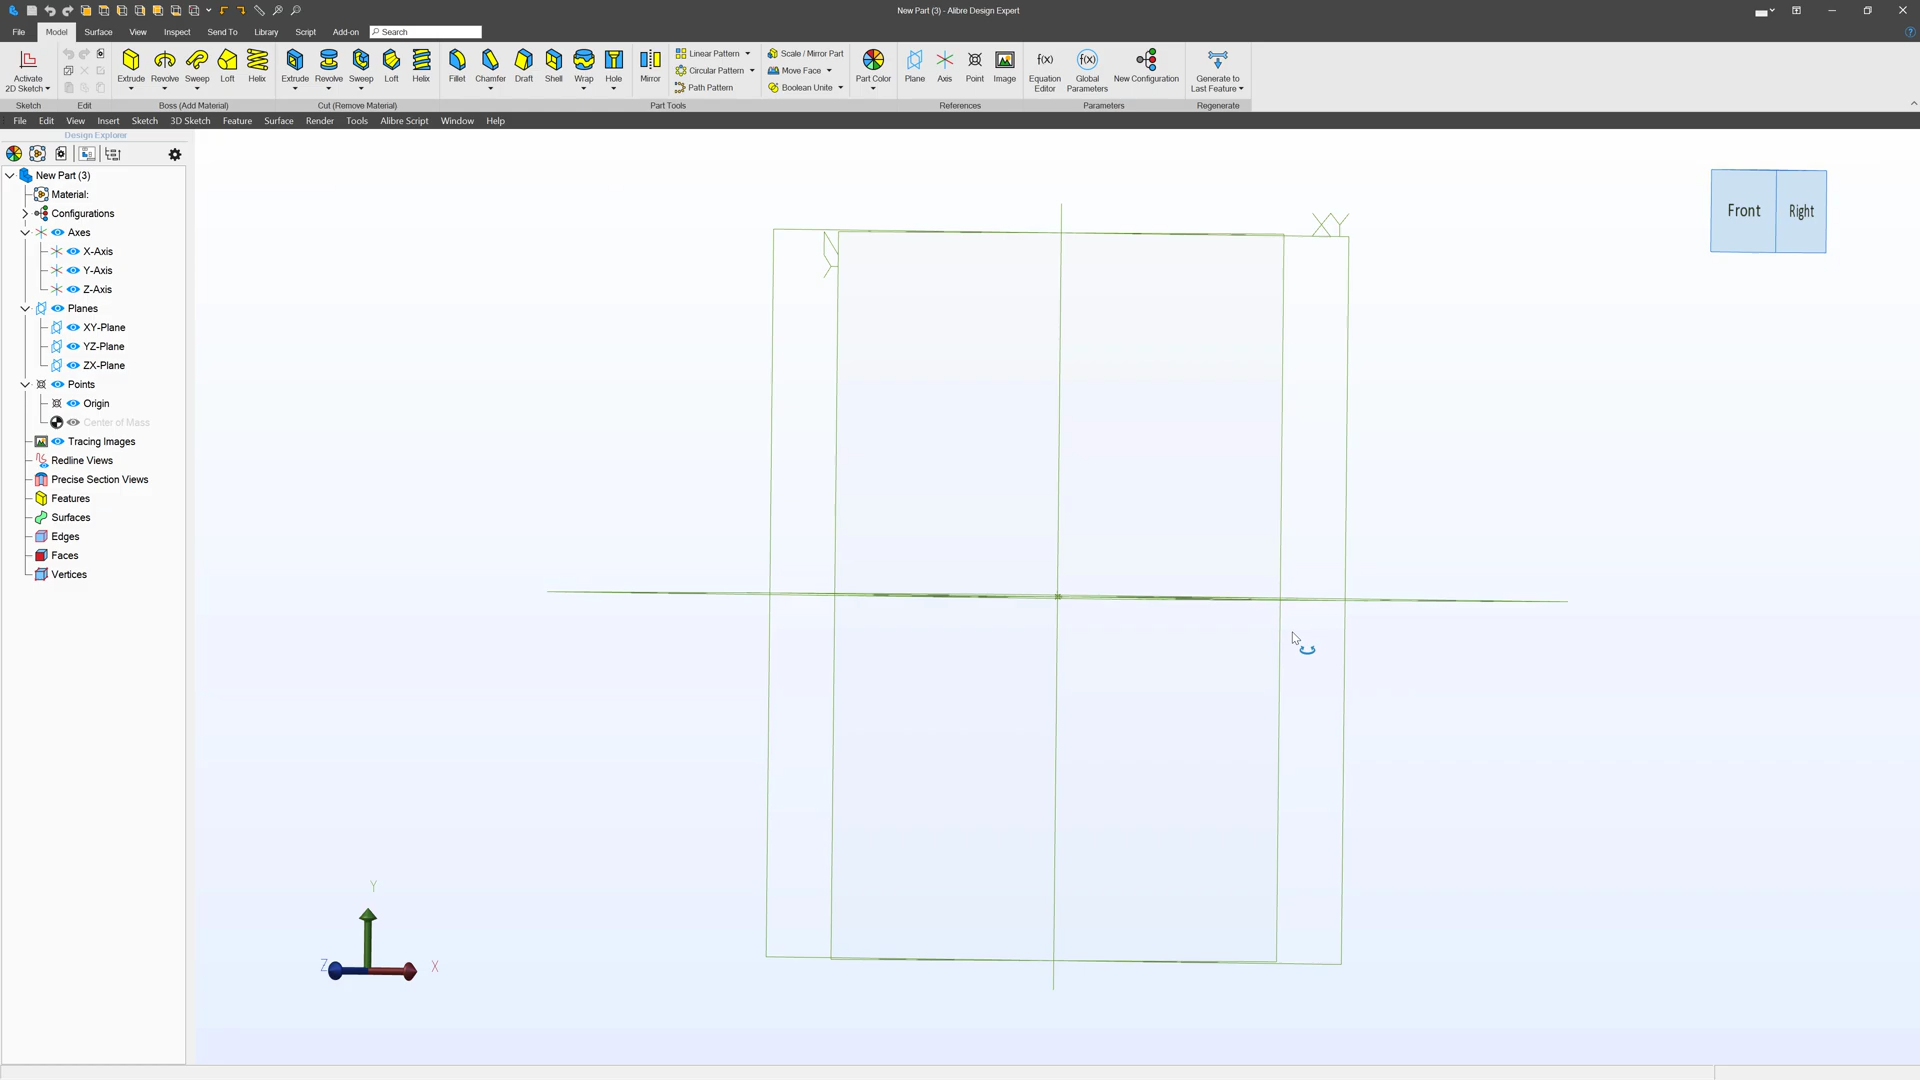 New Part (3) - Alibre Design Expert
File Model Surface View Inspect Send To Library Script Add-on Search
Activate
2D Sketch
Extrude Revolve Sweep Loft Helix
Extrude Revolve Sweep Loft Helix
Fillet Chamfer Draft Shell Wrap Hole Mirror
Linear Pattern
Circular Pattern
Path Pattern
Scale / Mirror Part
Move Face
Boolean Unite
Part Color
Plane Axis Point Image
Equation
Editor
Global
Parameters
New Configuration
Generate to
Last Feature
Sketch Edit Boss (Add Material) Cut (Remove Material) Part Tools References Parameters Regenerate
File Edit View Insert Sketch 3D Sketch Feature Surface Render Tools Alibre Script Window Help
Design Explorer
New Part (3)
Material:
Configurations
Axes
X-Axis
Y-Axis
Z-Axis
Planes
XY-Plane
YZ-Plane
ZX-Plane
Points
Origin
Center of Mass
Tracing Images
Redline Views
Precise Section Views
Features
Surfaces
Edges
Faces
Vertices
Front Right
XY
Y
Z X